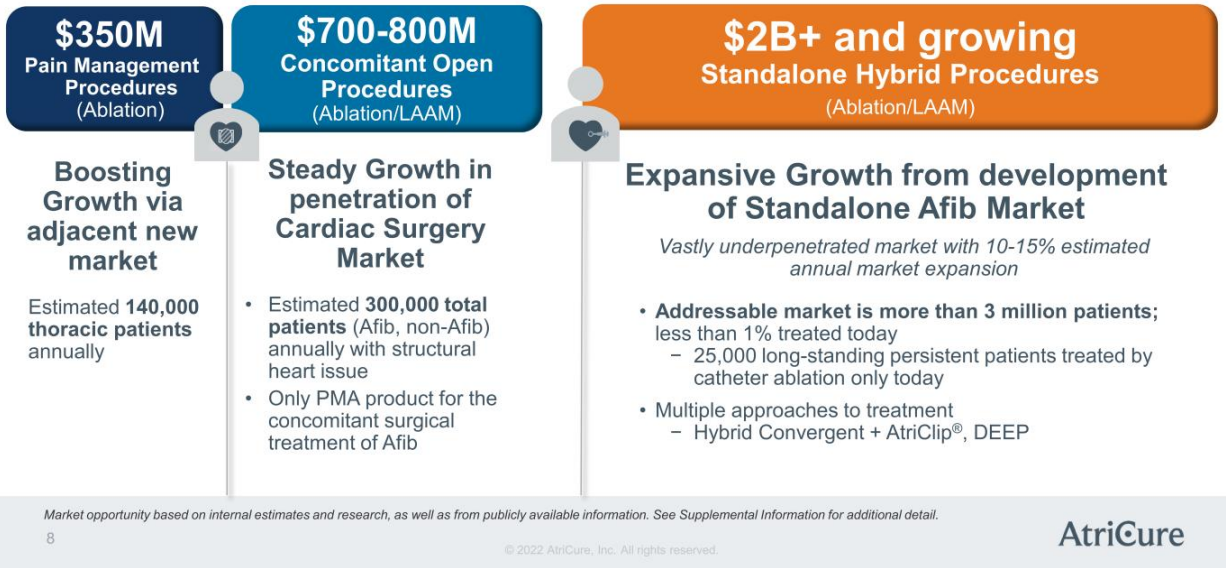 $350M
Pain Management
Procedures
(Ablation)
Boosting
Growth via
adjacent new
market
Estimated 140,000
thoracic patients
annually
$700-800M
Concomitant Open
Procedures
(Ablation/LAAM)
Steady Growth in
penetration of
Cardiac Surgery
Market
• Estimated 300,000 total
patients (Afib, non-Afib)
annually with structural
heart issue
• Only PMA product for the
concomitant surgical
treatment of Afib
$2B+ and growing
Standalone Hybrid Procedures
(Ablation/LAAM)
Expansive Growth from development
of Standalone Afib Market
Vastly underpenetrated market with 10-15% estimated
annual market expansion
• Addressable market is more than 3 million patients;
less than 1% treated today
− 25,000 long-standing persistent patients treated by
catheter ablation only today
• Multiple approaches to treatment
− Hybrid Convergent + AtriClip®, DEEP
Market opportunity based on internal estimates and research, as well as from publicly available information. See Supplemental Information for additional detail.
8
© 2022 AtriCure, Inc. All rights reserved.
AtriCure